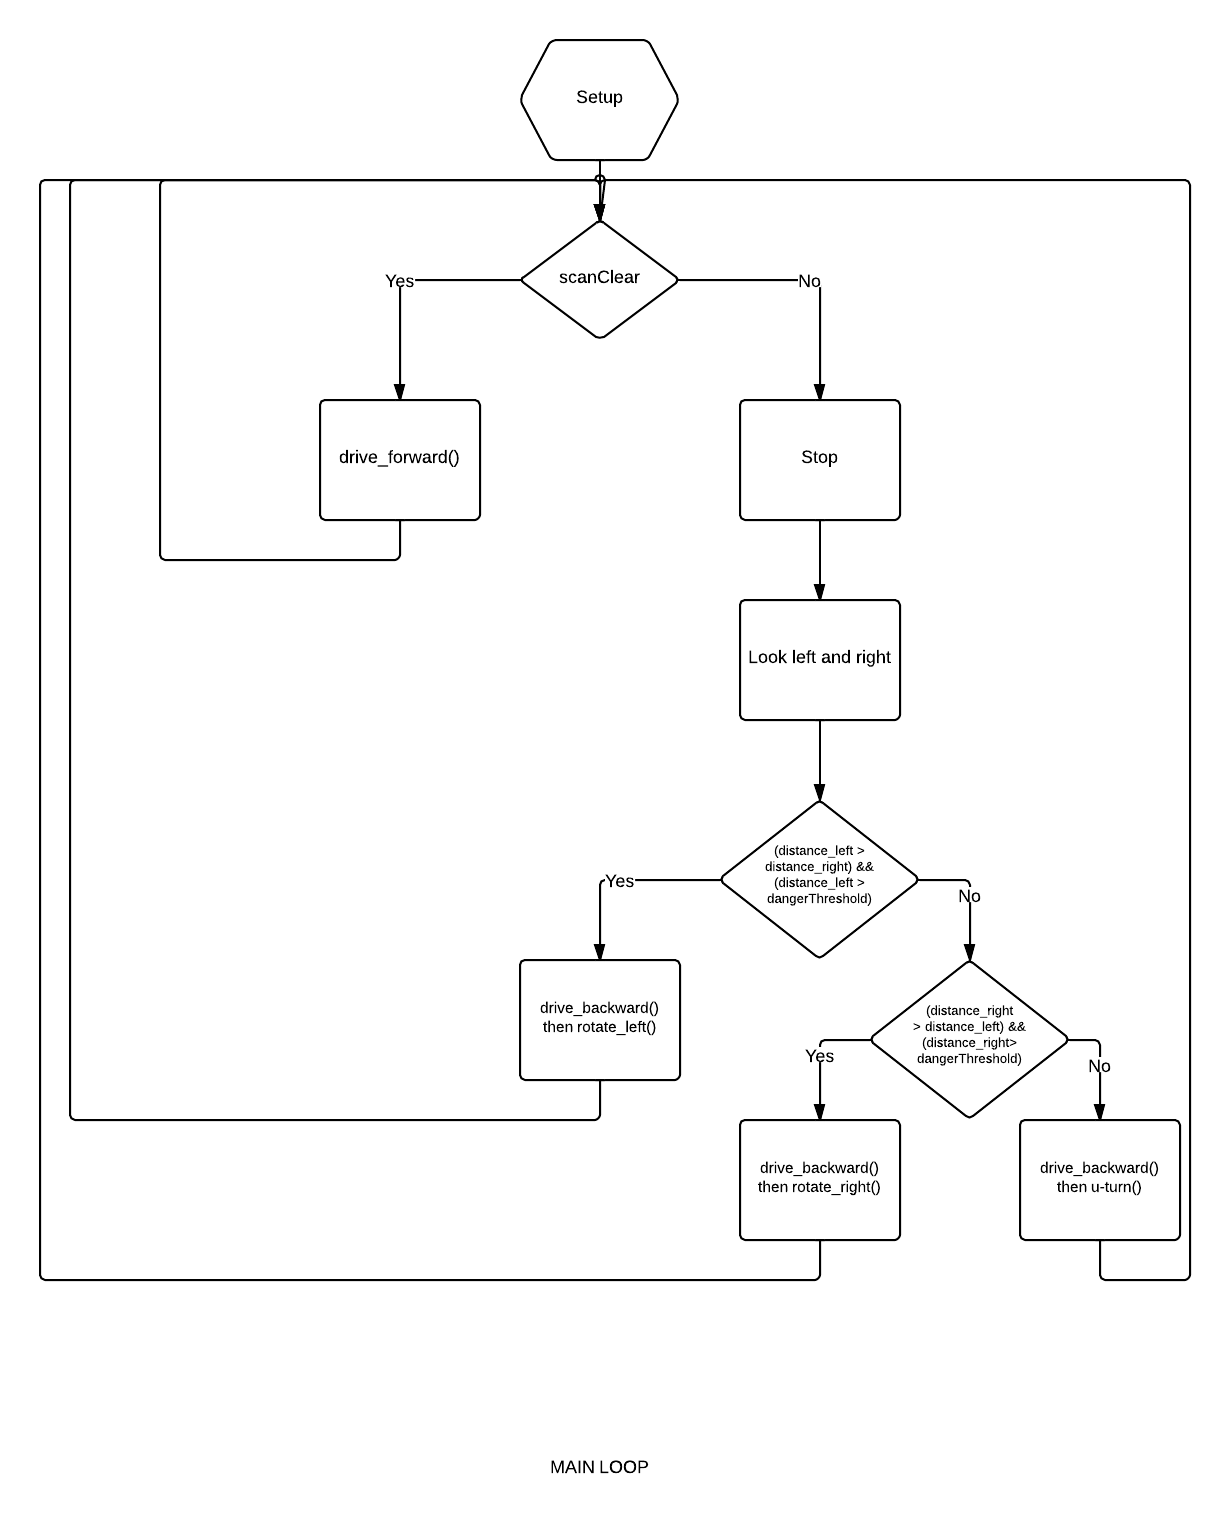 Setup
scanClear
Yes
No
drive_forward()
Stop
Look left and right
(distance_left >
distance_right) &&
(distance_left >
dangerThreshold)
Yes
No
drive_backward()
then rotate_left()
(distance_right
> distance_left) &&
(distance_right>
dangerThreshold)
Yes
No
drive_backward()
then rotate_right()
drive_backward()
then u-turn()
MAIN LOOP